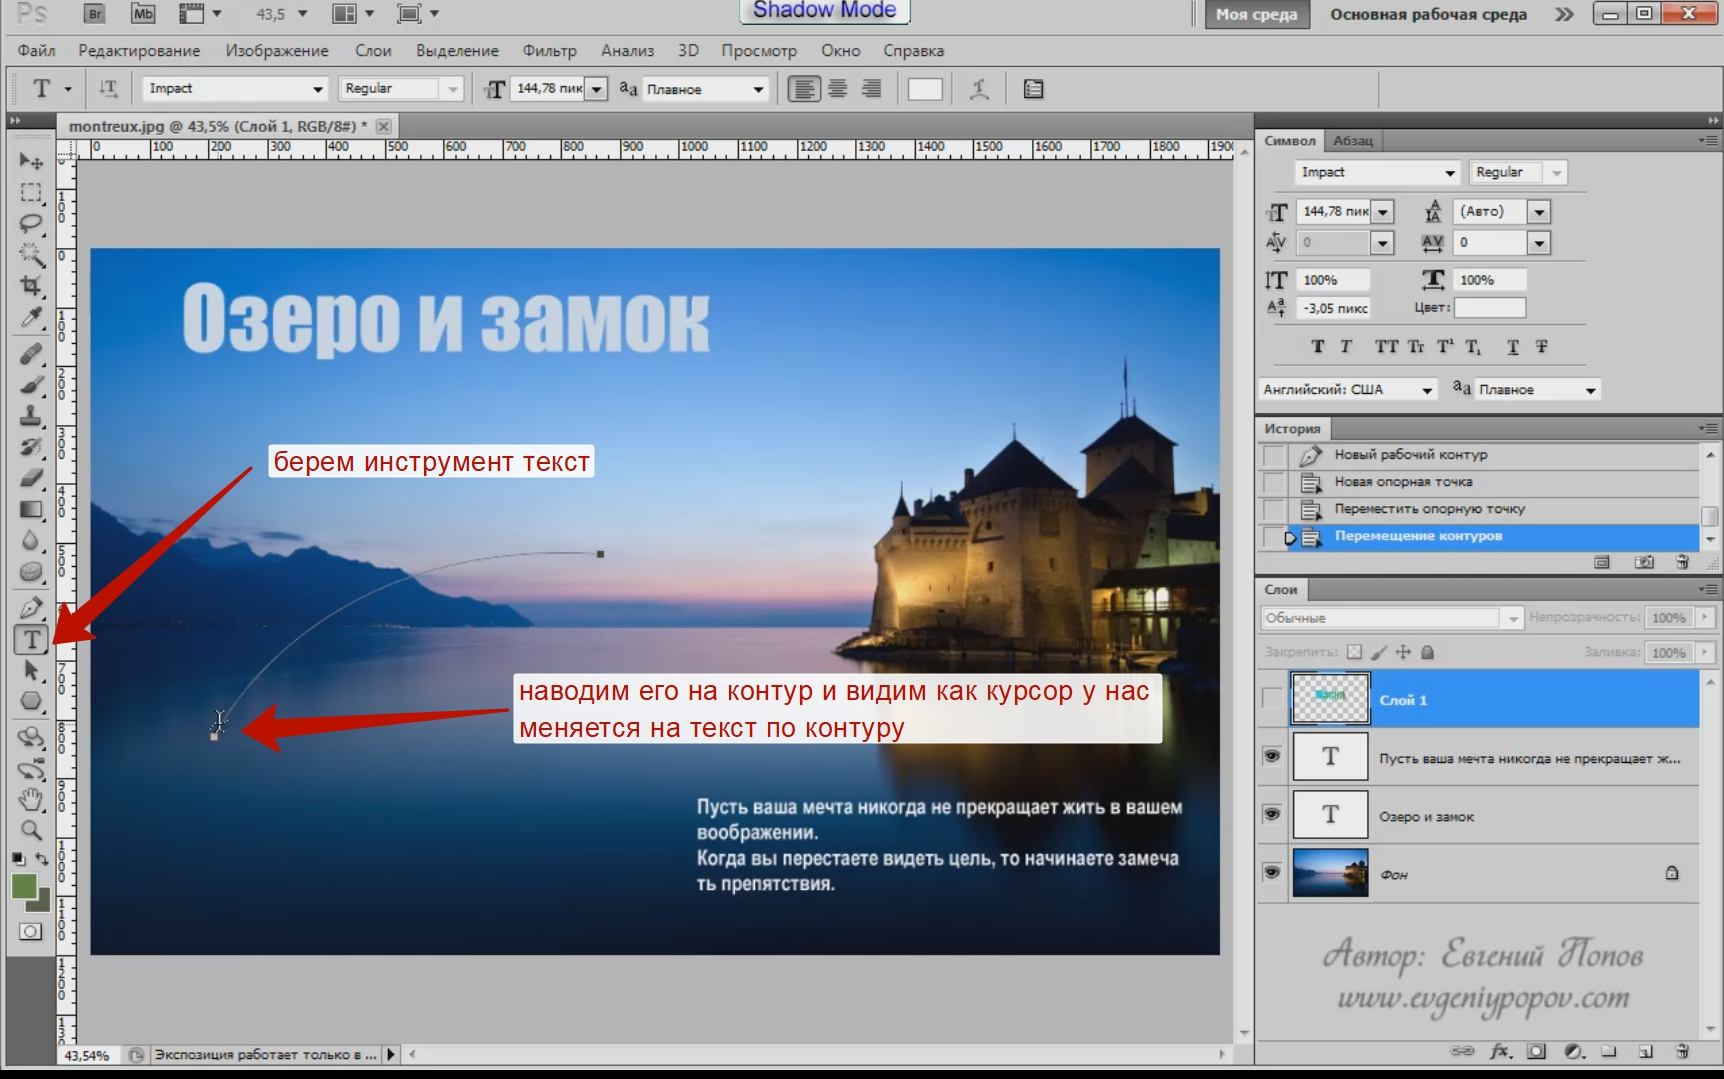 Ps Br Mb 43,5 Shadow Mode Моя среда Основная рабочая среда
Файл Редактирование Изображение Слои Выделение Фильтр Анализ 3D Просмотр Окно Справка
T Impact Regular 144,78 пик Плавное
montreux.jpg @ 43,5% (Слой 1, RGB/8#) *
0 100 200 300 400 500 600 700 800 900 1000 1100 1200 1300 1400 1500 1600 1700 1800 1900
Озеро и замок
берем инструмент текст
наводим его на контур и видим как курсор у нас
меняется на текст по контуру
Пусть ваша мечта никогда не прекращает жить в вашем
воображении.
Когда вы перестаете видеть цель, то начинаете замеча
ть препятствия.
43,54% Экспозиция работает только в ...
Символ Абзац
Impact Regular
144,78 пик (Авто)
0 0
100% 100%
-3,05 пикс Цвет:
Английский: США Плавное
История
Новый рабочий контур
Новая опорная точка
Переместить опорную точку
Перемещение контуров
Слои
Обычные Непрозрачность: 100%
Закрепить: Заливка: 100%
Слой 1
T Пусть ваша мечта никогда не прекращает ж...
T Озеро и замок
Фон
Автор: Евгений Попов
www.evgeniypopov.com